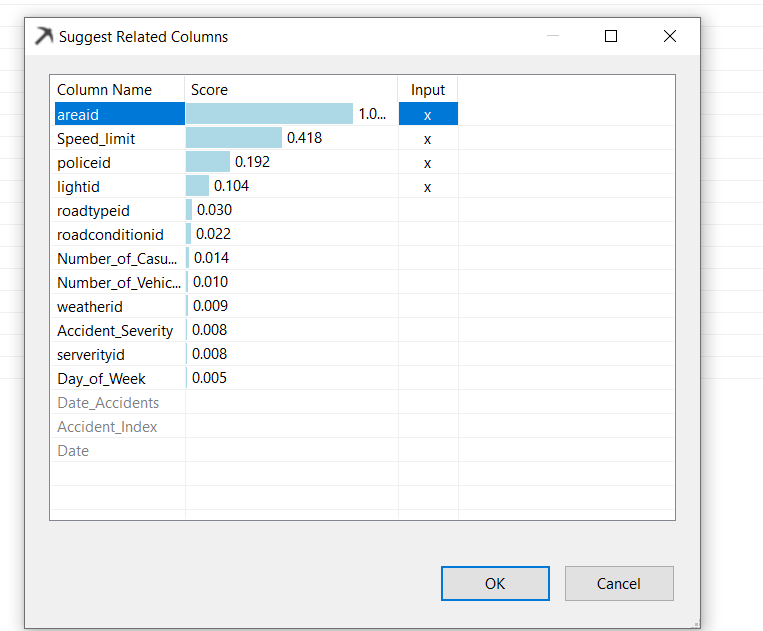 Suggest Related Columns
Column Name Score Input
areaid 1.0... x
Speed_limit 0.418 x
policeid 0.192 x
lightid 0.104 x
roadtypeid 0.030
roadconditionid 0.022
Number_of_Casu... 0.014
Number_of_Vehic... 0.010
weatherid 0.009
Accident_Severity 0.008
serverityid 0.008
Day_of_Week 0.005
Date_Accidents
Accident_Index
Date
OK Cancel